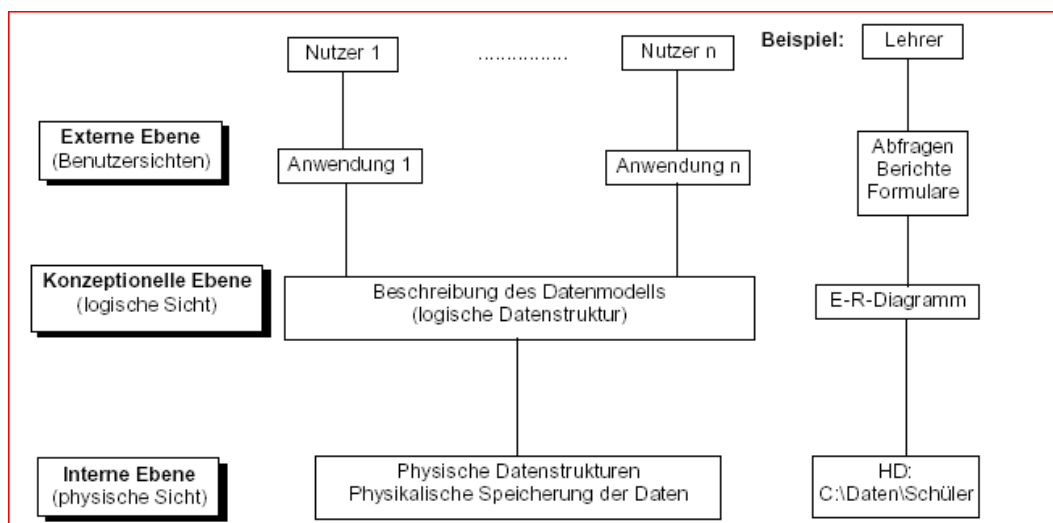 Nutzer 1
................
Nutzer n
Beispiel:
Lehrer
Externe Ebene
(Benutzersichten)
Anwendung 1
Anwendung n
Abfragen
Berichte
Formulare
Konzeptionelle Ebene
(logische Sicht)
Beschreibung des Datenmodells
(logische Datenstruktur)
E-R-Diagramm
Interne Ebene
(physische Sicht)
Physische Datenstrukturen
Physikalische Speicherung der Daten
HD:
C:\Daten\Schüler